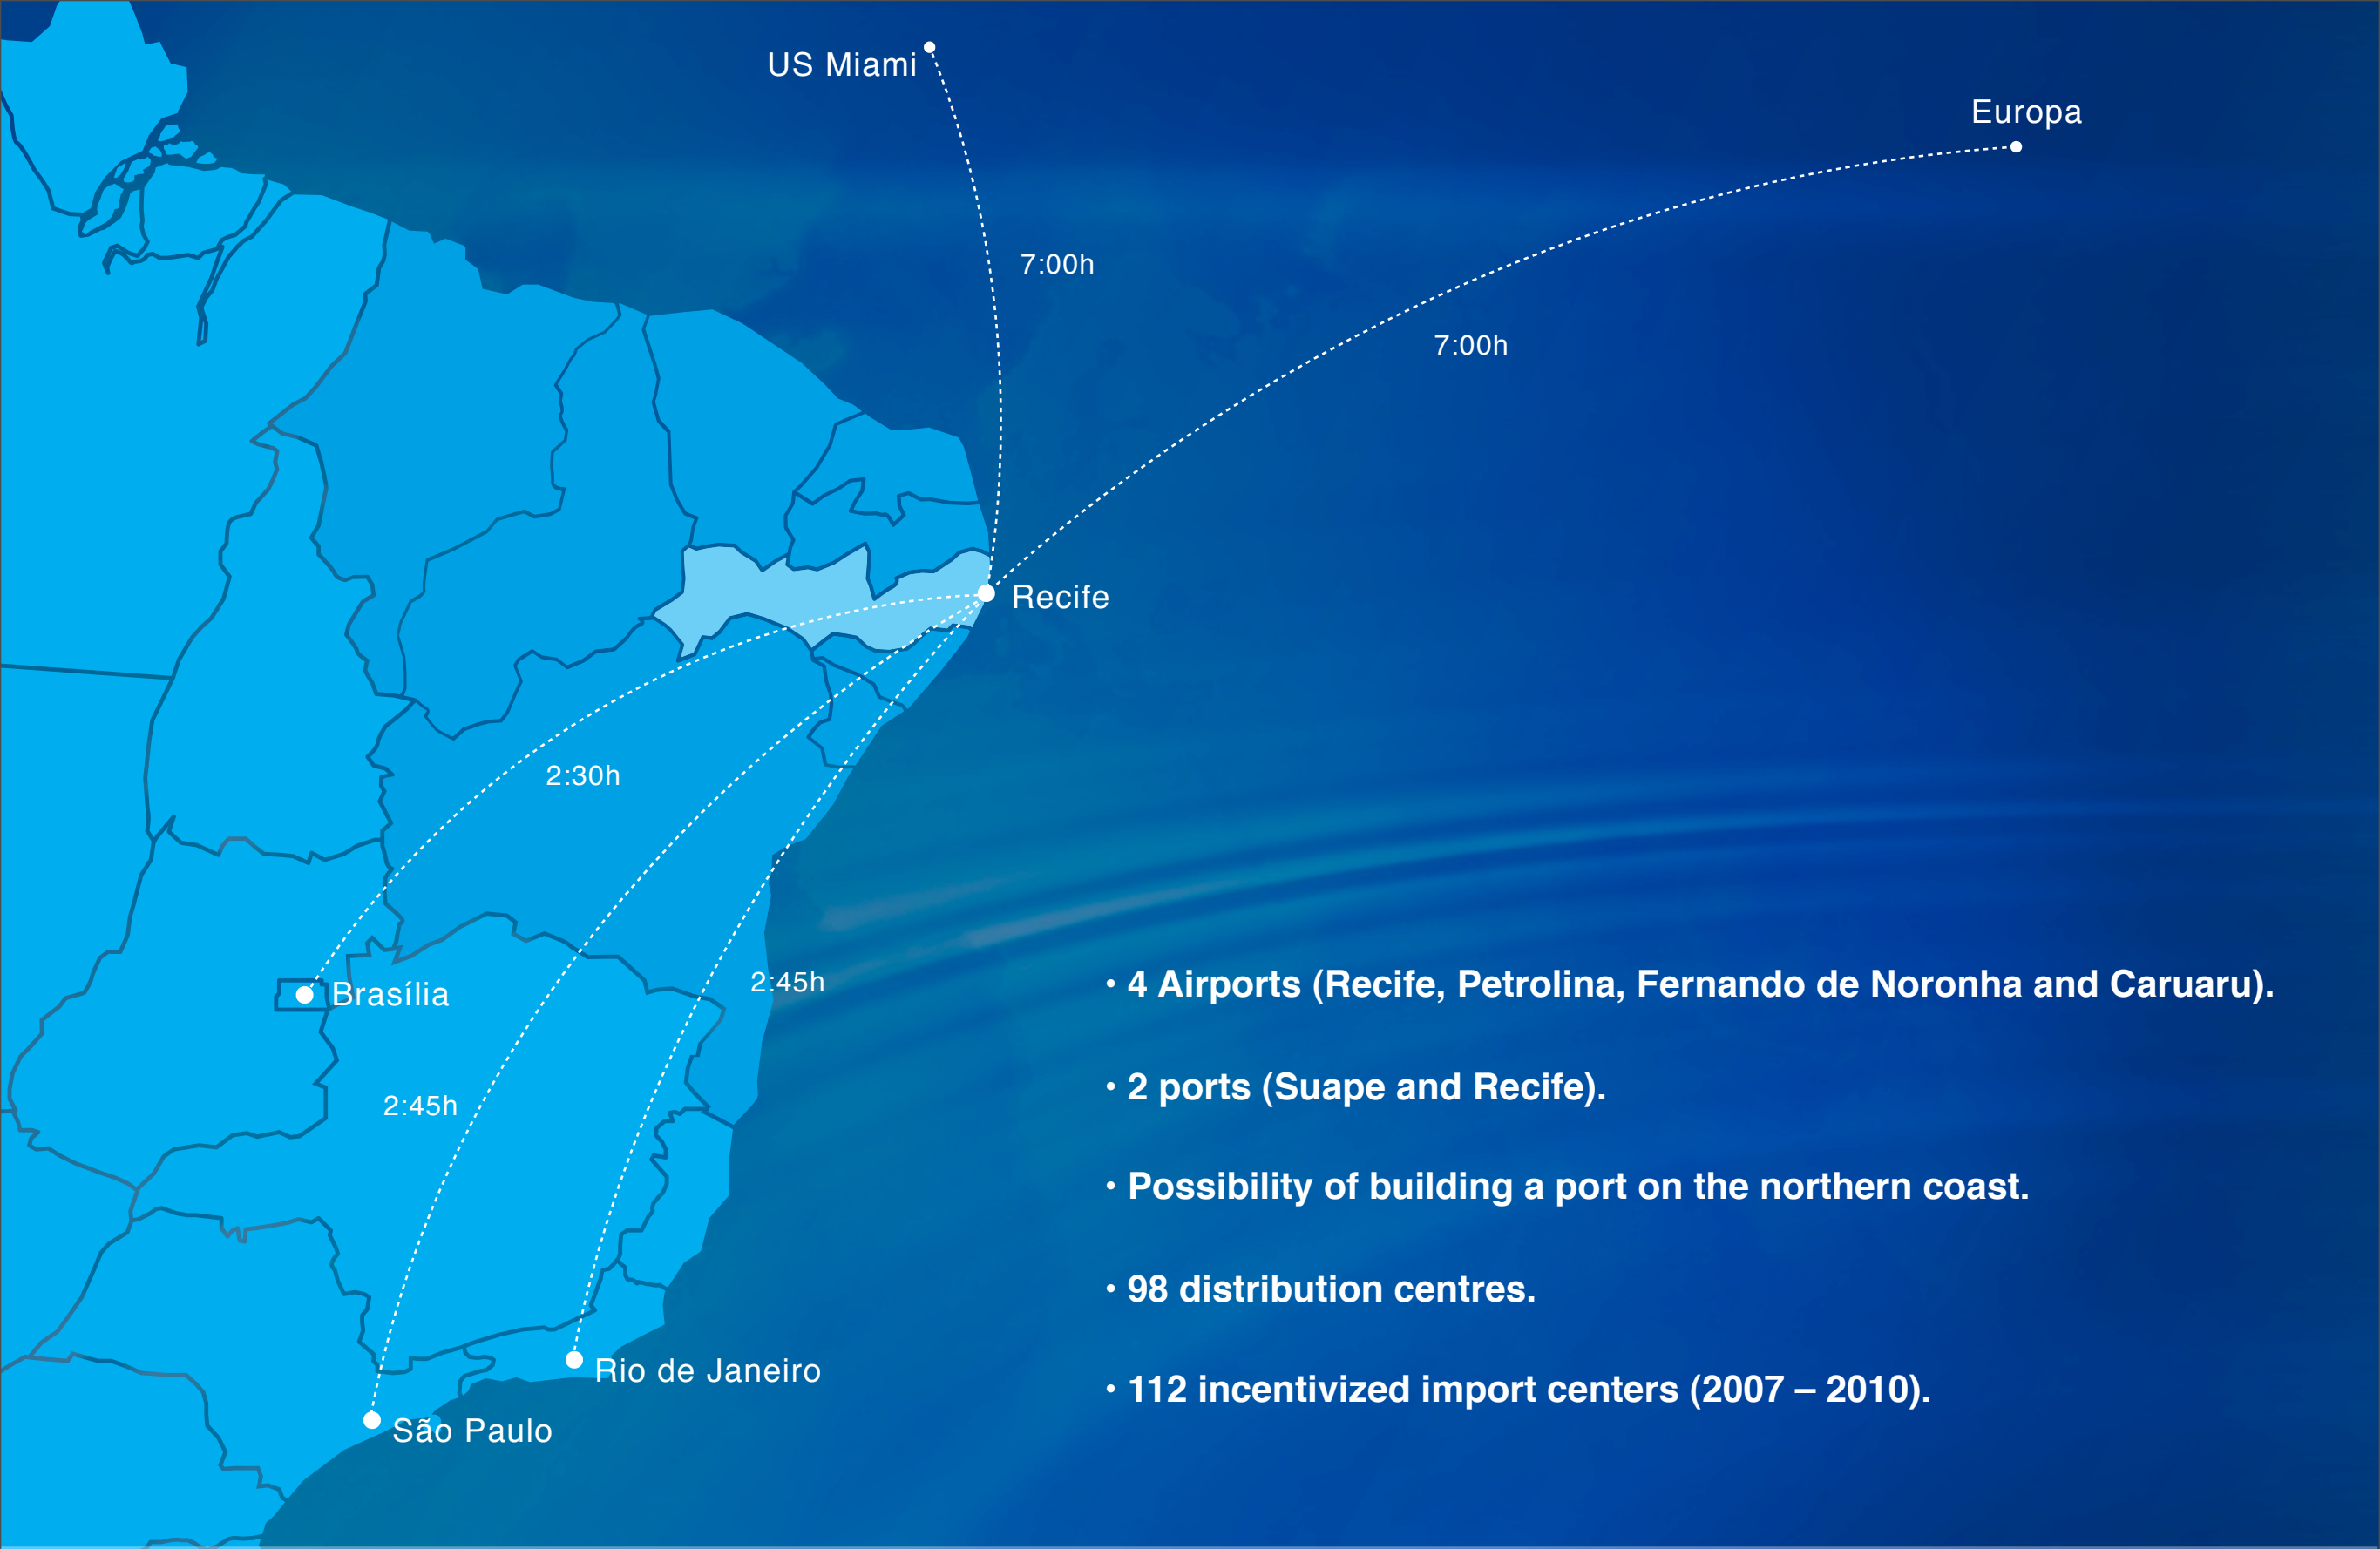 US Miami
Europa
7:00h
7:00h
Recife
2:30h
2:45h
Brasília
2:45h
Rio de Janeiro
São Paulo
• 4 Airports (Recife, Petrolina, Fernando de Noronha and Caruaru).
• 2 ports (Suape and Recife).
• Possibility of building a port on the northern coast.
• 98 distribution centres.
• 112 incentivized import centers (2007 – 2010).